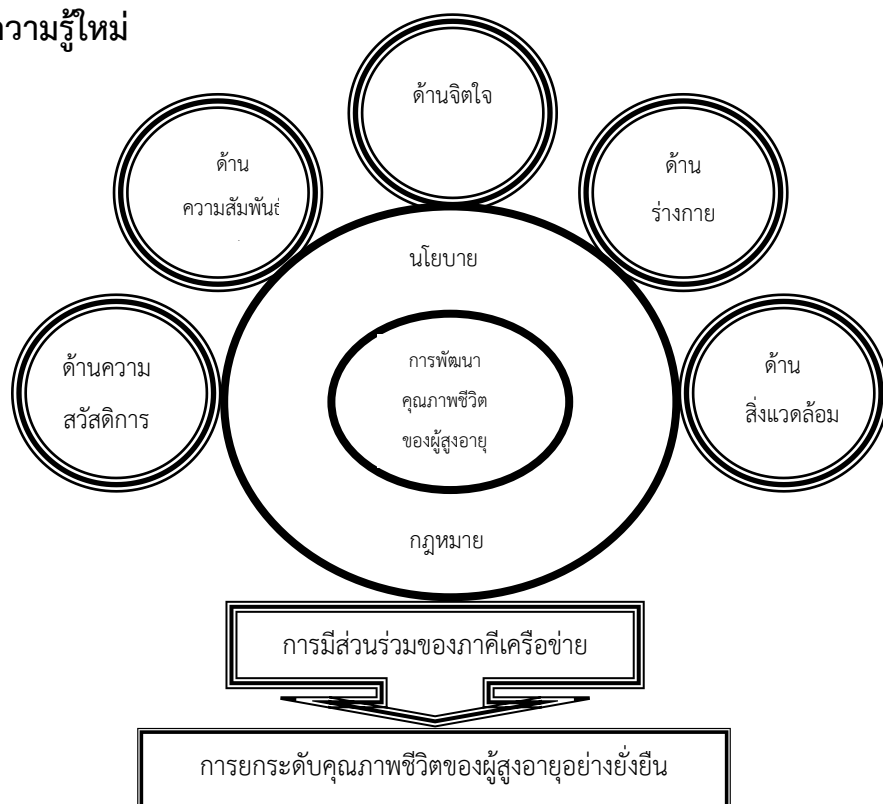 วามรู้ใหม่
ด้านจิตใจ
ด้าน
ความสัมพันธ์
ด้าน
ร่างกาย
นโยบาย
ด้านความ
สวัสดิการ
การพัฒนา
คุณภาพชีวิต
ของผู้สูงอายุ
ด้าน
สิ่งแวดล้อม
กฎหมาย
การมีส่วนร่วมของภาคีเครือข่าย
การยกระดับคุณภาพชีวิตของผู้สูงอายุอย่างยั่งยืน